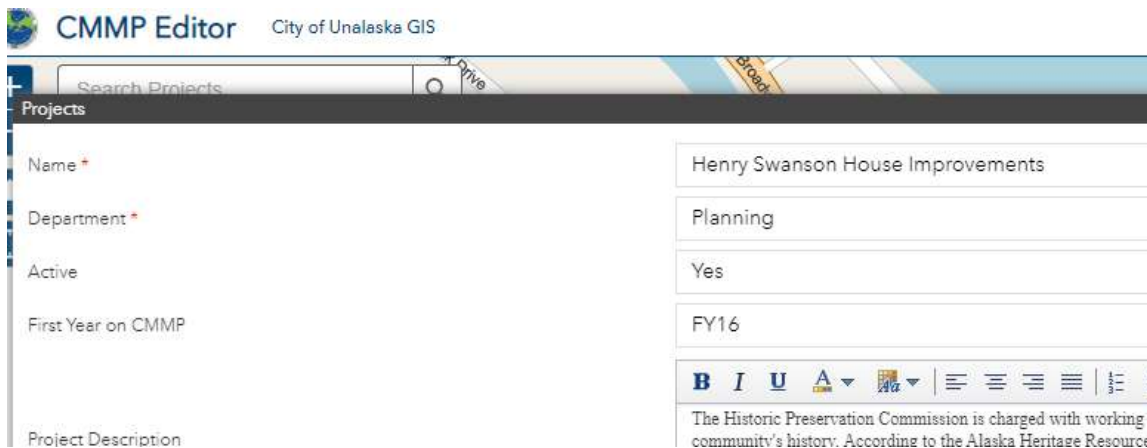 CMMP Editor City of Unalaska GIS
Search Projects
Drive
Broad
Projects
Name * Henry Swanson House Improvements
Department * Planning
Active Yes
First Year on CMMP FY16
B I U A Aa
The Historic Preservation Commission is charged with working
Project Description community's history. According to the Alaska Heritage Resourc